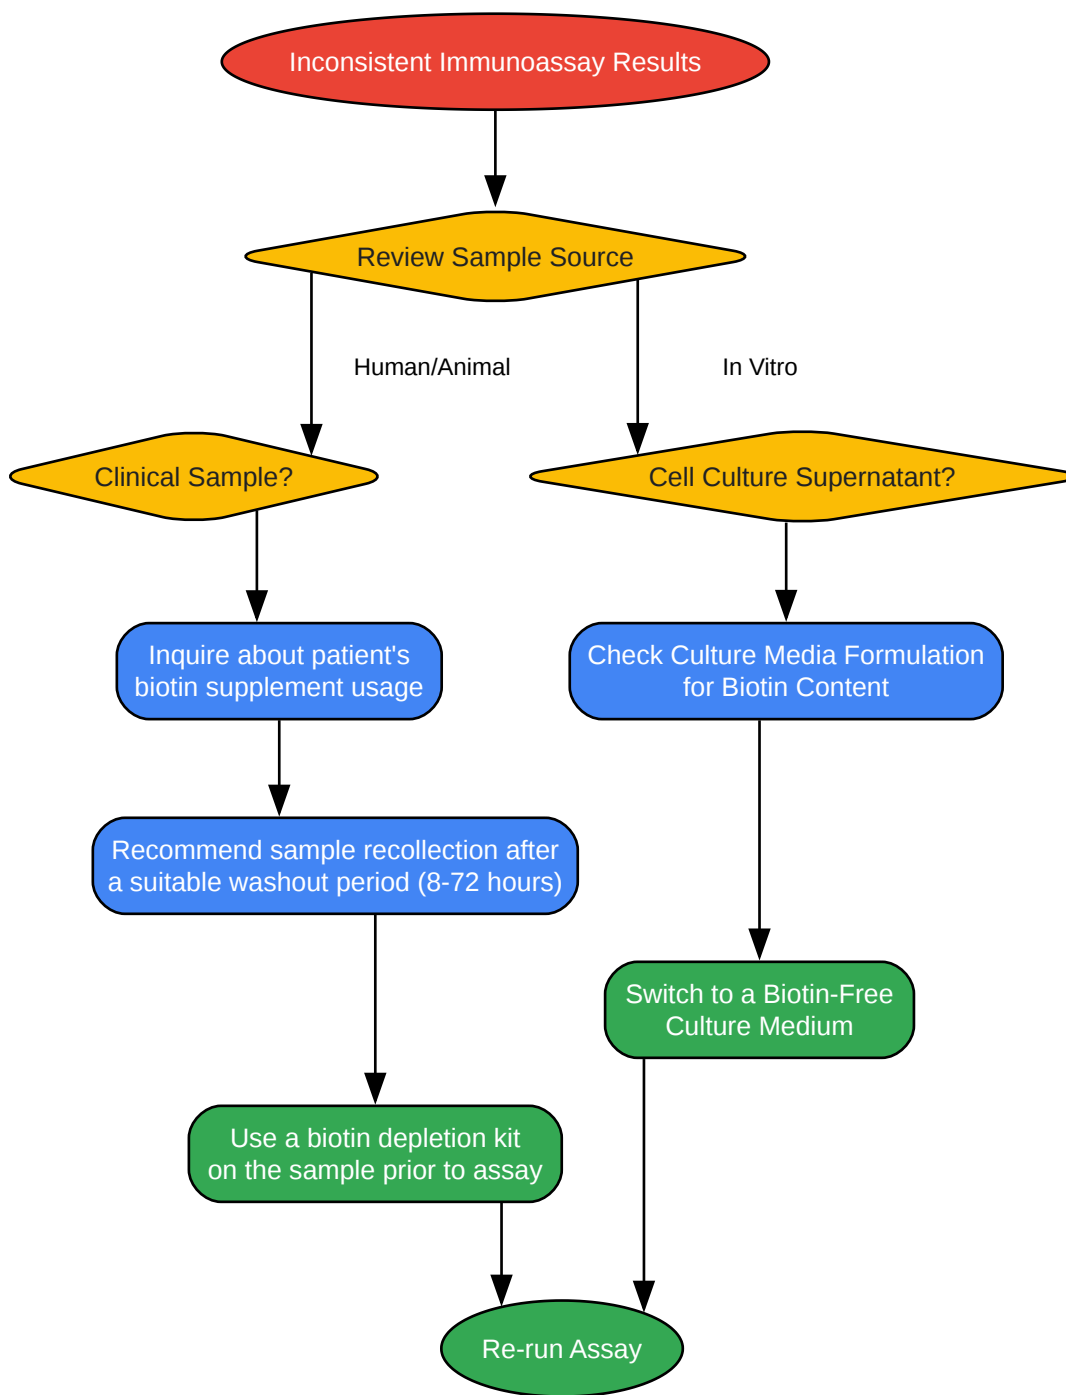 Inconsistent Immunoassay Results
Review Sample Source
Human/Animal
In Vitro
Clinical Sample?
Cell Culture Supernatant?
Inquire about patient's
biotin supplement usage
Check Culture Media Formulation
for Biotin Content
Recommend sample recollection after
a suitable washout period (8-72 hours)
Switch to a Biotin-Free
Culture Medium
Use a biotin depletion kit
on the sample prior to assay
Re-run Assay